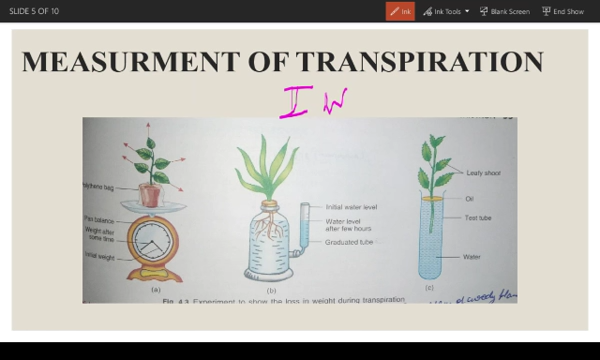 SLIDE 5 OF 10
Ink
Ink Tools
Blank Screen
End Show
MEASURMENT OF TRANSPIRATION
I W
Pan balance
Weight after
some time
Initial weight
(a)
Initial water level
Water level
after few hours
Graduated tube
(b)
Leafy shoot
Oil
Test tube
Water
(c)
Fig. 4.3 Experiment to show the loss in weight during transpiration